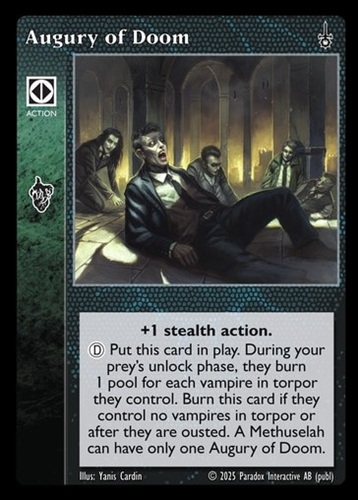 Augury of Doom
ACTION
+1 stealth action.
Ⓓ Put this card in play. During your
prey's unlock phase, they burn
1 pool for each vampire in torpor
they control. Burn this card if they
control no vampires in torpor or
after they are ousted. A Methuselah
can have only one Augury of Doom.
Illus: Yanis Cardin © 2025 Paradox Interactive AB (publ)